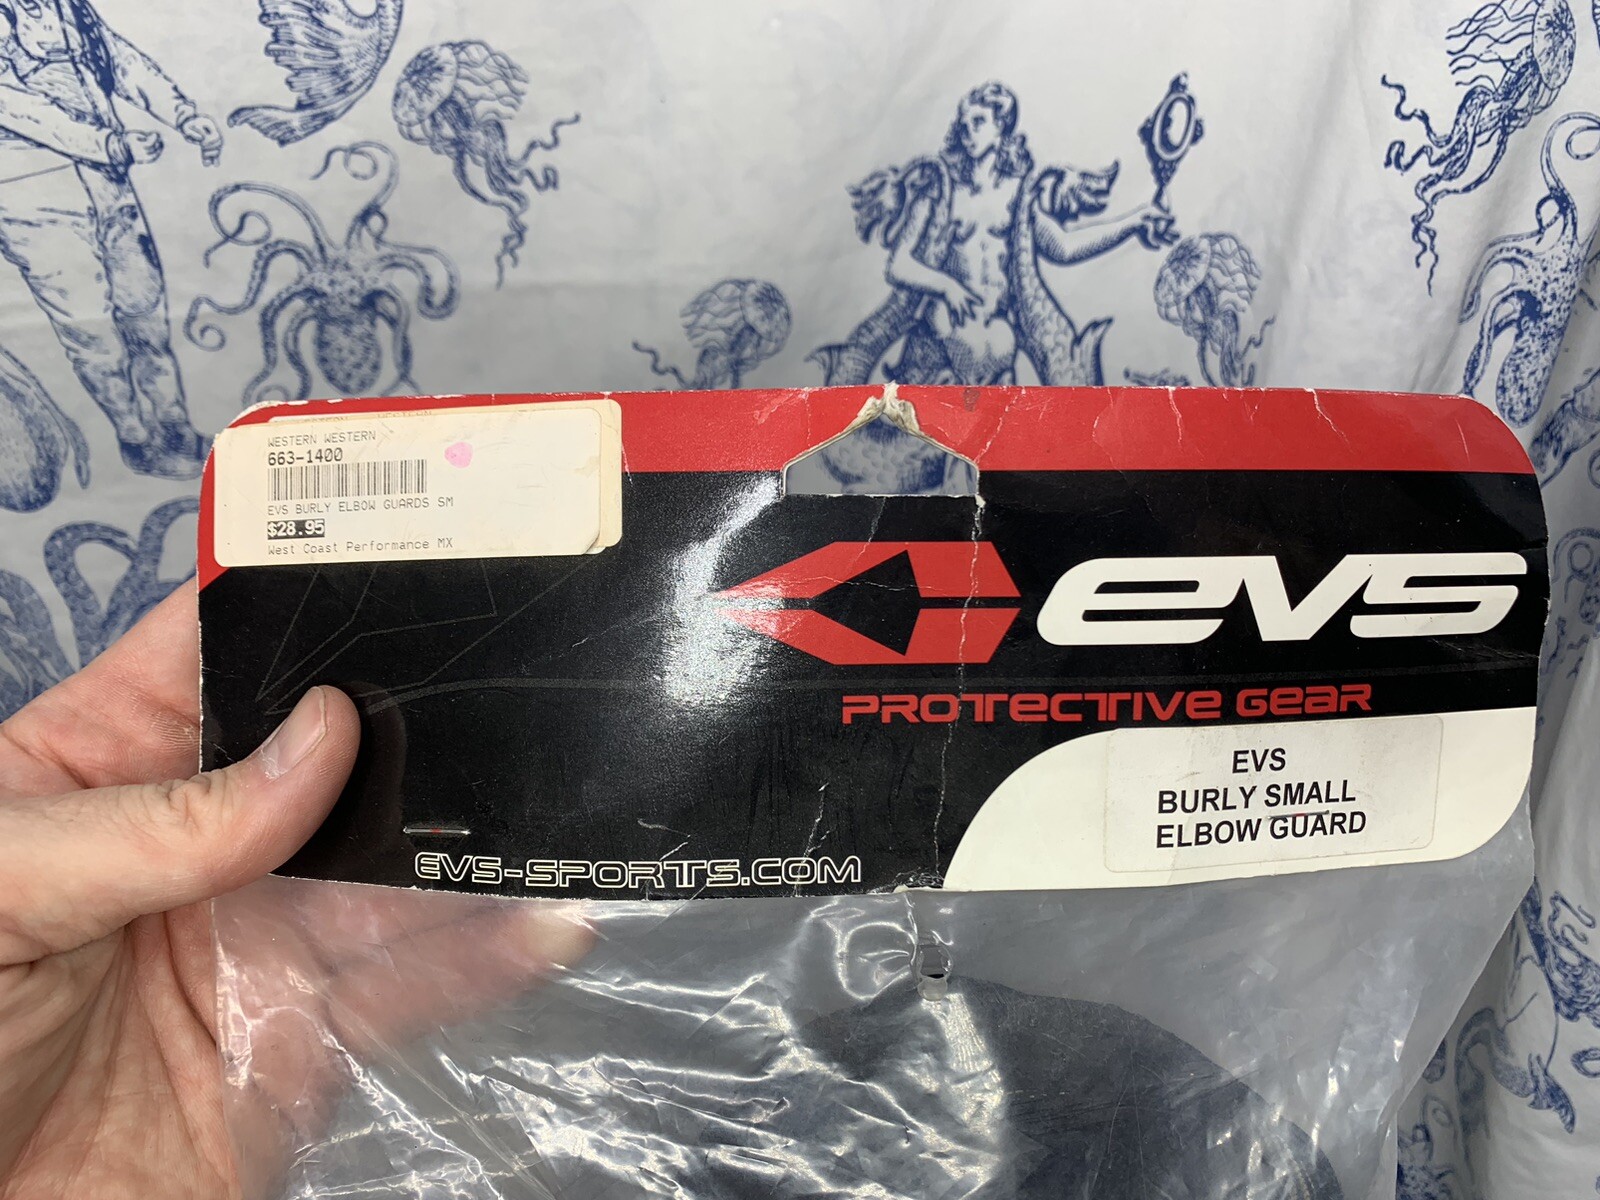 WESTERN WESTERN
663-1400
EVS BURLY ELBOW GUARDS SM
$28.95
West Coast Performance MX
evs
PROTECTIVE GEAR
EVS
BURLY SMALL
ELBOW GUARD
EVS-SPORTS.COM